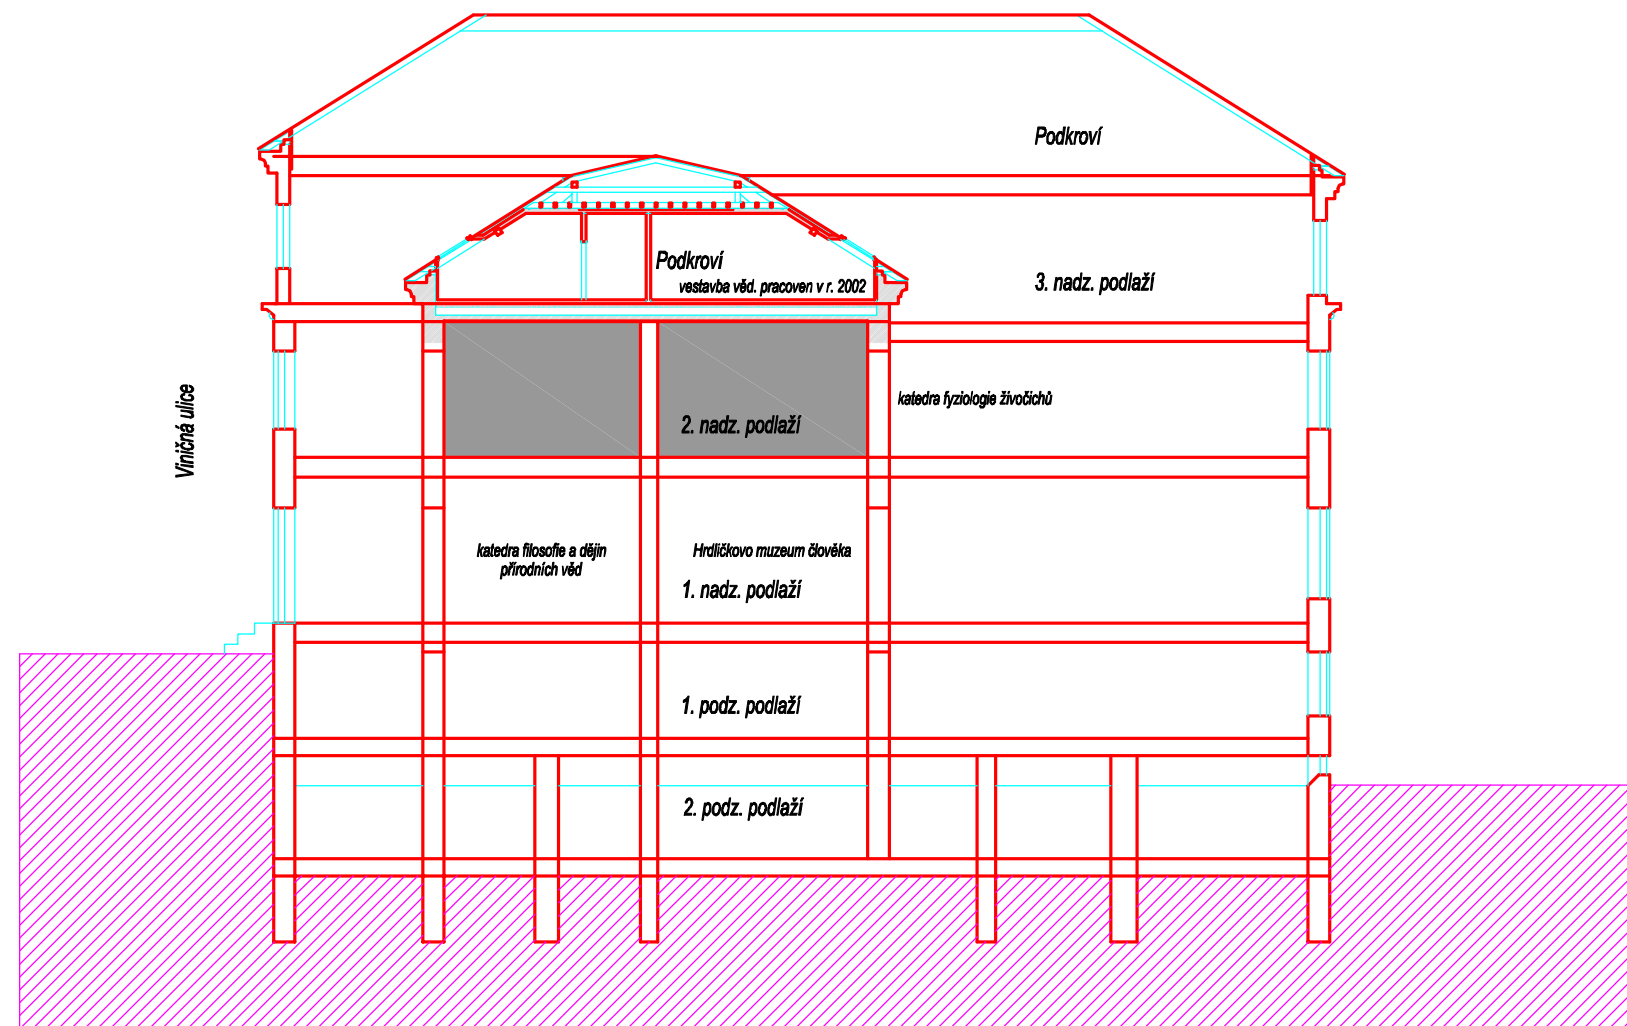 Podkroví
Podkroví
vestavba věd. pracoven v r. 2002
3. nadz. podlaží
Viničná ulice
katedra fyziologie živočichů
2. nadz. podlaží
katedra filosofie a dějin
přírodních věd
Hrdličkovo muzeum člověka
1. nadz. podlaží
1. podz. podlaží
2. podz. podlaží